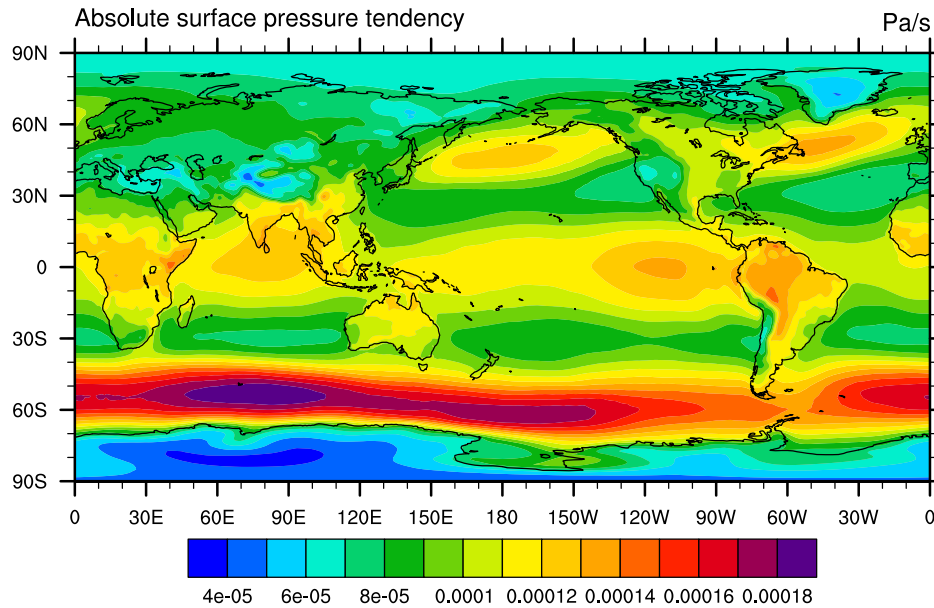 Absolute surface pressure tendency Pa/s
90N
60N
30N
0
30S
60S
90S
0 30E 60E 90E 120E 150E 180 150W 120W 90W 60W 30W 0
4e-05 6e-05 8e-05 0.0001 0.00012 0.00014 0.00016 0.00018